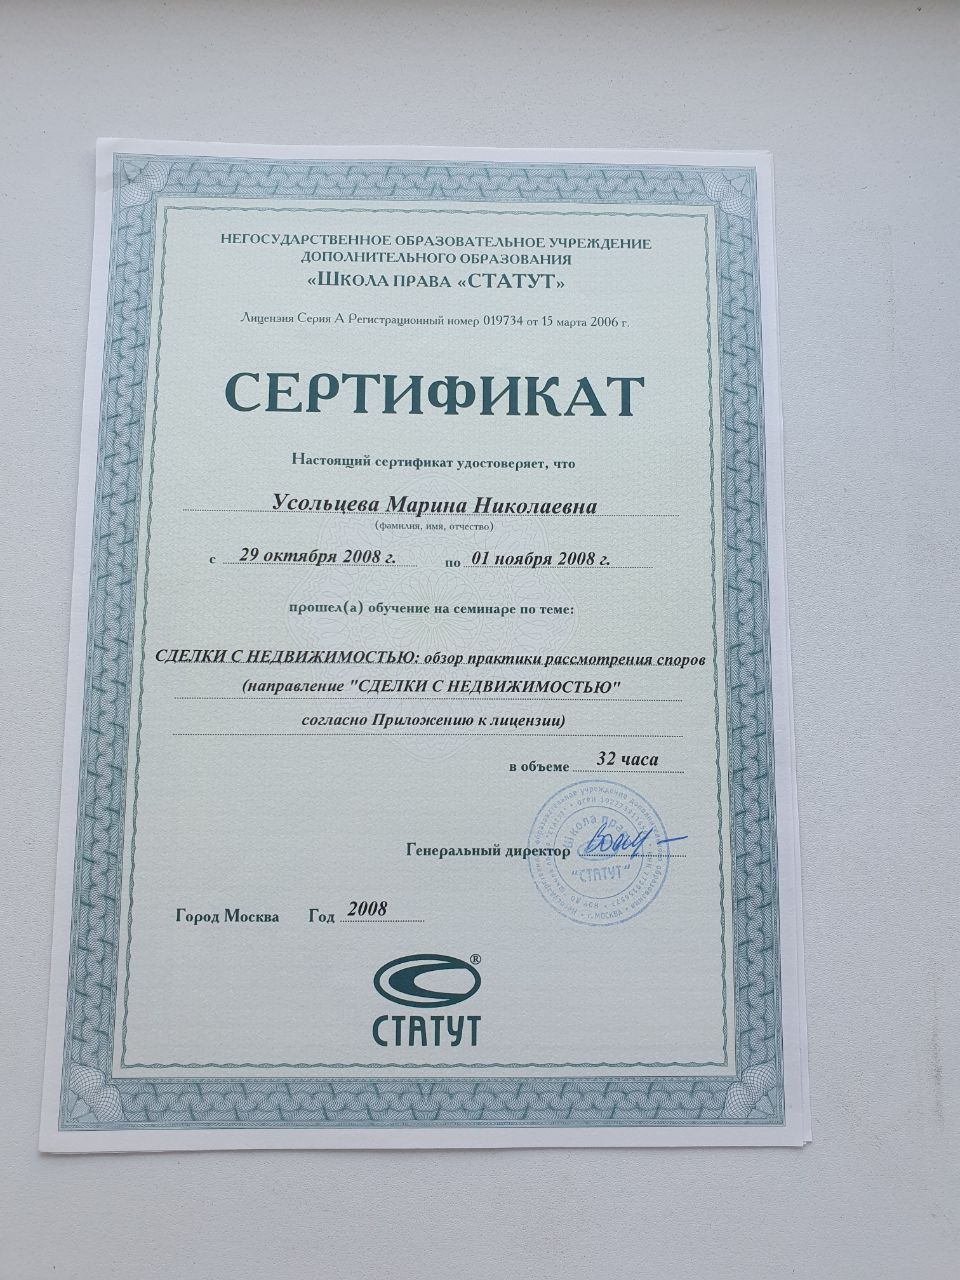 НЕГОСУДАРСТВЕННОЕ ОБРАЗОВАТЕЛЬНОЕ УЧРЕЖДЕНИЕ
ДОПОЛНИТЕЛЬНОГО ОБРАЗОВАНИЯ
«ШКОЛА ПРАВА «СТАТУТ»
Лицензия Серия А Регистрационный номер 019734 от 15 марта 2006 г.
СЕРТИФИКАТ
Настоящий сертификат удостоверяет, что
Усольцева Марина Николаевна
(фамилия, имя, отчество)
с 29 октября 2008 г. по 01 ноября 2008 г.
прошел(а) обучение на семинаре по теме:
СДЕЛКИ С НЕДВИЖИМОСТЬЮ: обзор практики рассмотрения споров
(направление "СДЕЛКИ С НЕДВИЖИМОСТЬЮ"
согласно Приложению к лицензии)
в объеме 32 часа
Генеральный директор
Школа права
"СТАТУТ"
г. МОСКВА
Город Москва Год 2008
®
СТАТУТ